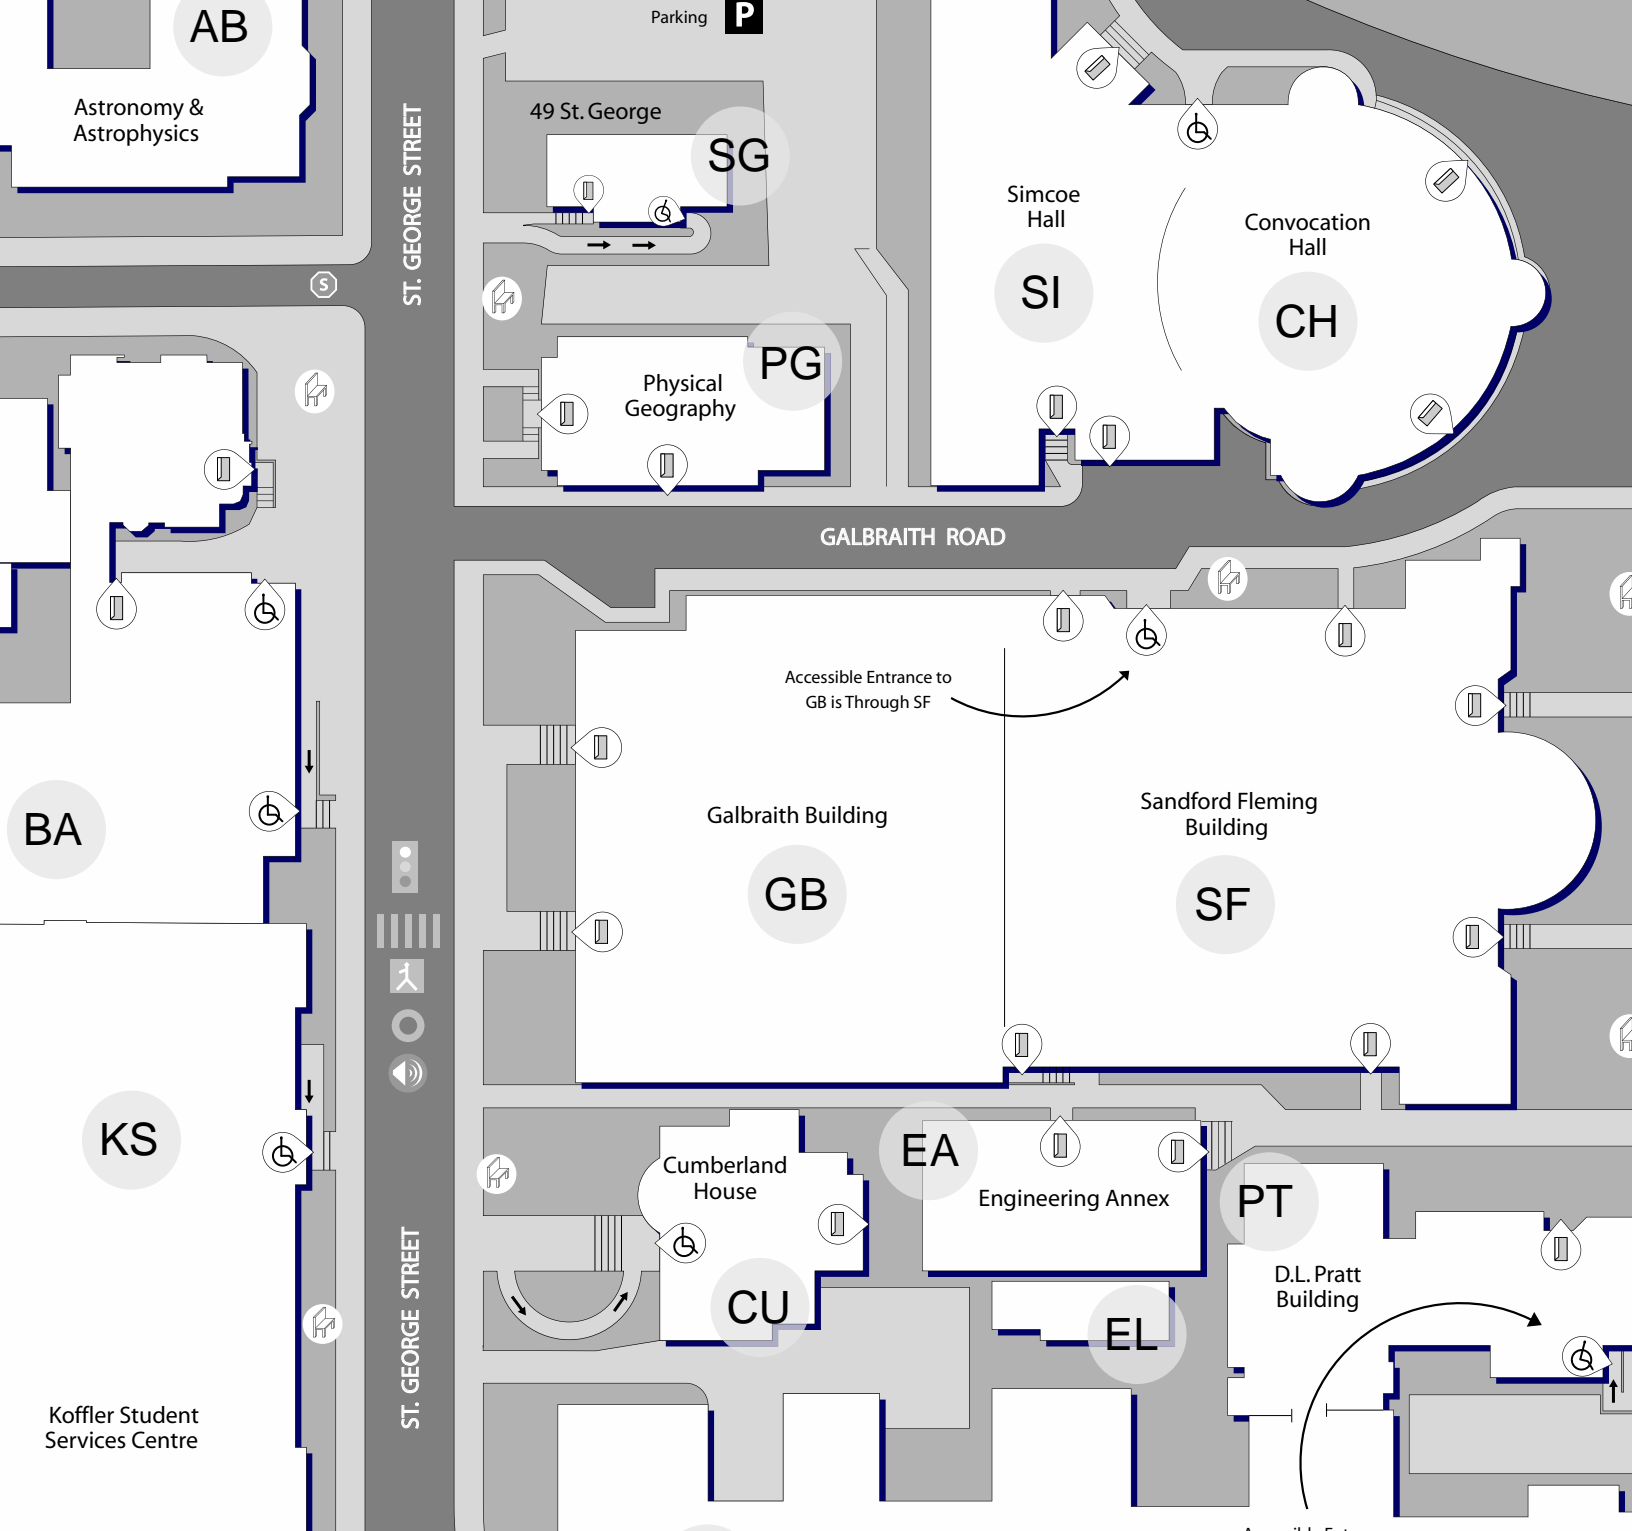 AB
Astronomy &
Astrophysics
Parking
P
49 St. George
SG
ST. GEORGE STREET
S
Simcoe
Hall
SI
Convocation
Hall
CH
PG
Physical
Geography
GALBRAITH ROAD
Accessible Entrance to
GB is Through SF
BA
Galbraith Building
GB
Sandford Fleming
Building
SF
KS
Koffler Student
Services Centre
ST. GEORGE STREET
Cumberland
House
CU
EA
Engineering Annex
EL
PT
D.L. Pratt
Building